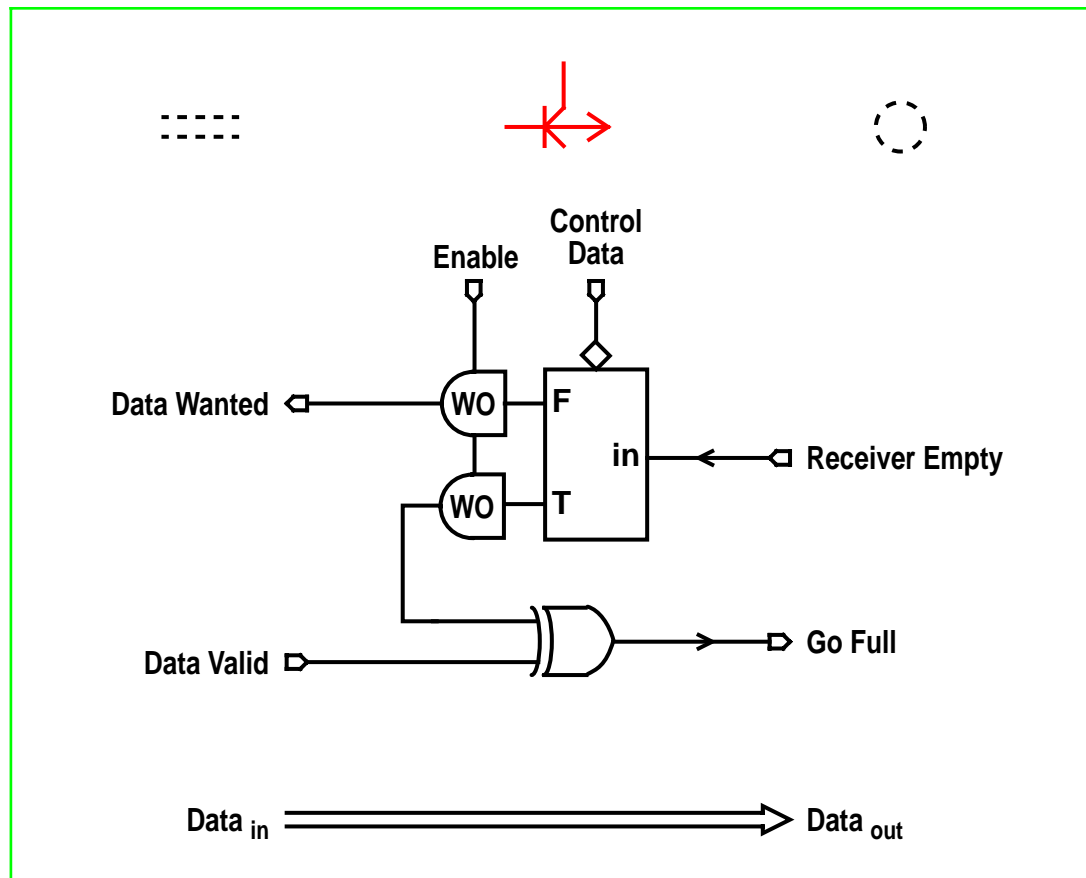 Control
Data
Enable
Data Wanted
WO
F
in
Receiver Empty
WO
T
Data Valid
Go Full
Data in
Data out